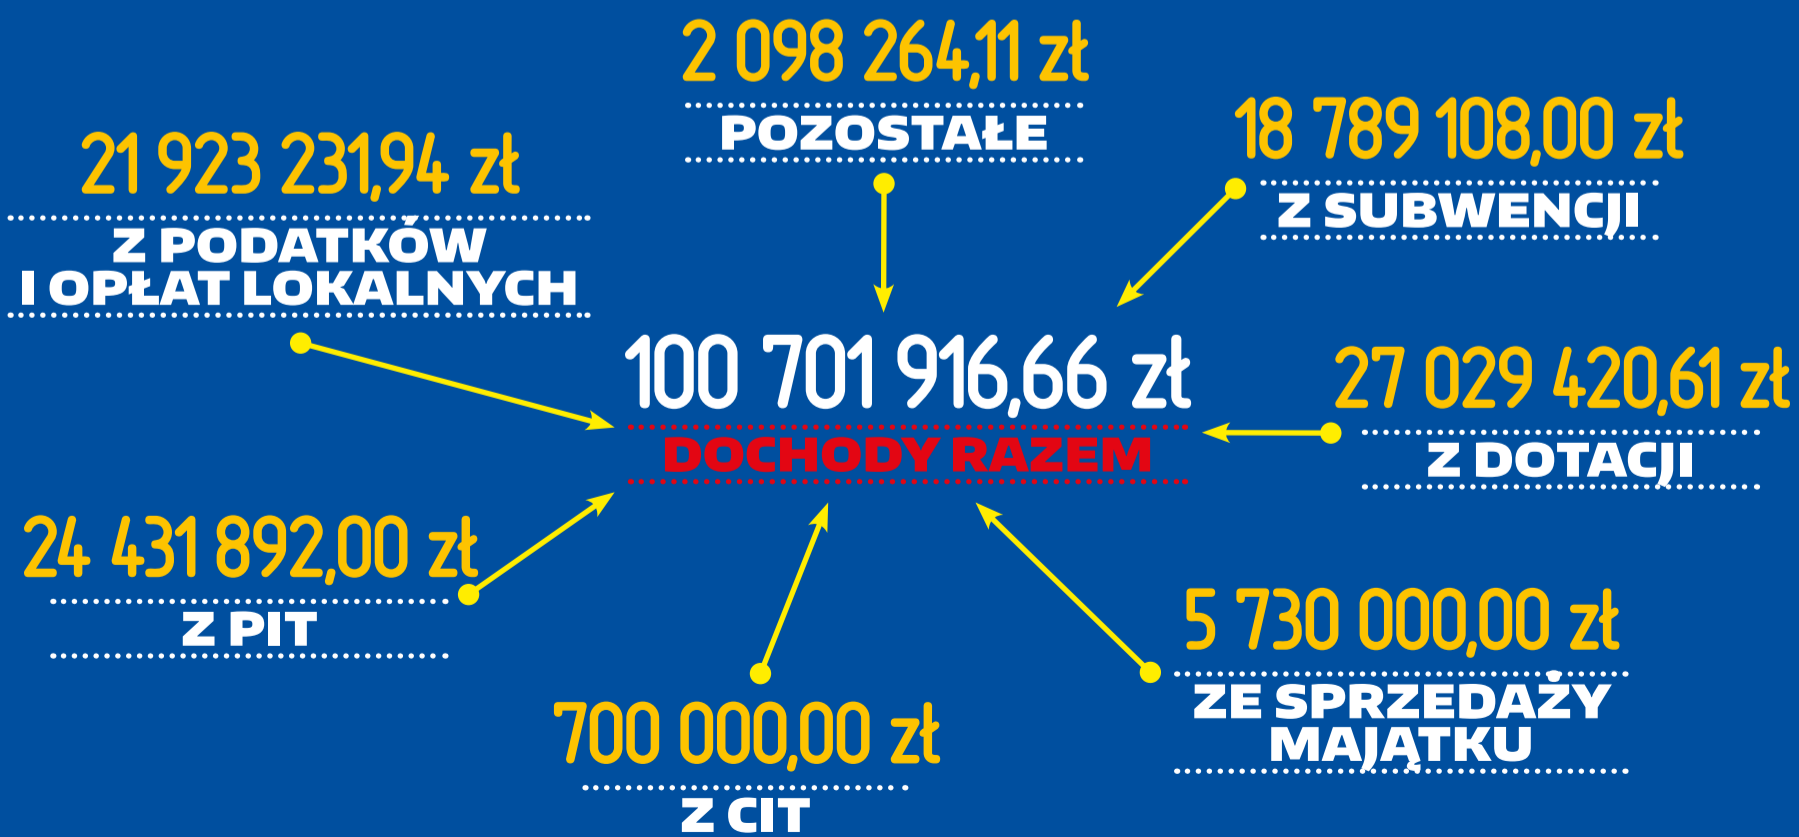 2 098 264,11 zł
POZOSTAŁE
18 789 108,00 zł
Z SUBWENCJI
21 923 231,94 zł
Z PODATKÓW
I OPŁAT LOKALNYCH
100 701 916,66 zł
DOCHODY RAZEM
27 029 420,61 zł
Z DOTACJI
24 431 892,00 zł
Z PIT
5 730 000,00 zł
ZE SPRZEDAŻY
MAJĄTKU
700 000,00 zł
Z CIT